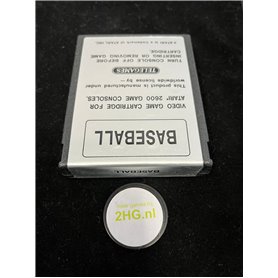 BASEBALL
VIDEO GAME CARTRIDGE FOR
ATARI 2600 GAME CONSOLES.
This product is manufactured under
worldwide license by —
TELEGAMES
TURN CONSOLE OFF BEFORE
INSERTING OR REMOVING
CARTRIDGE.
BASEBALL
2HG.nl